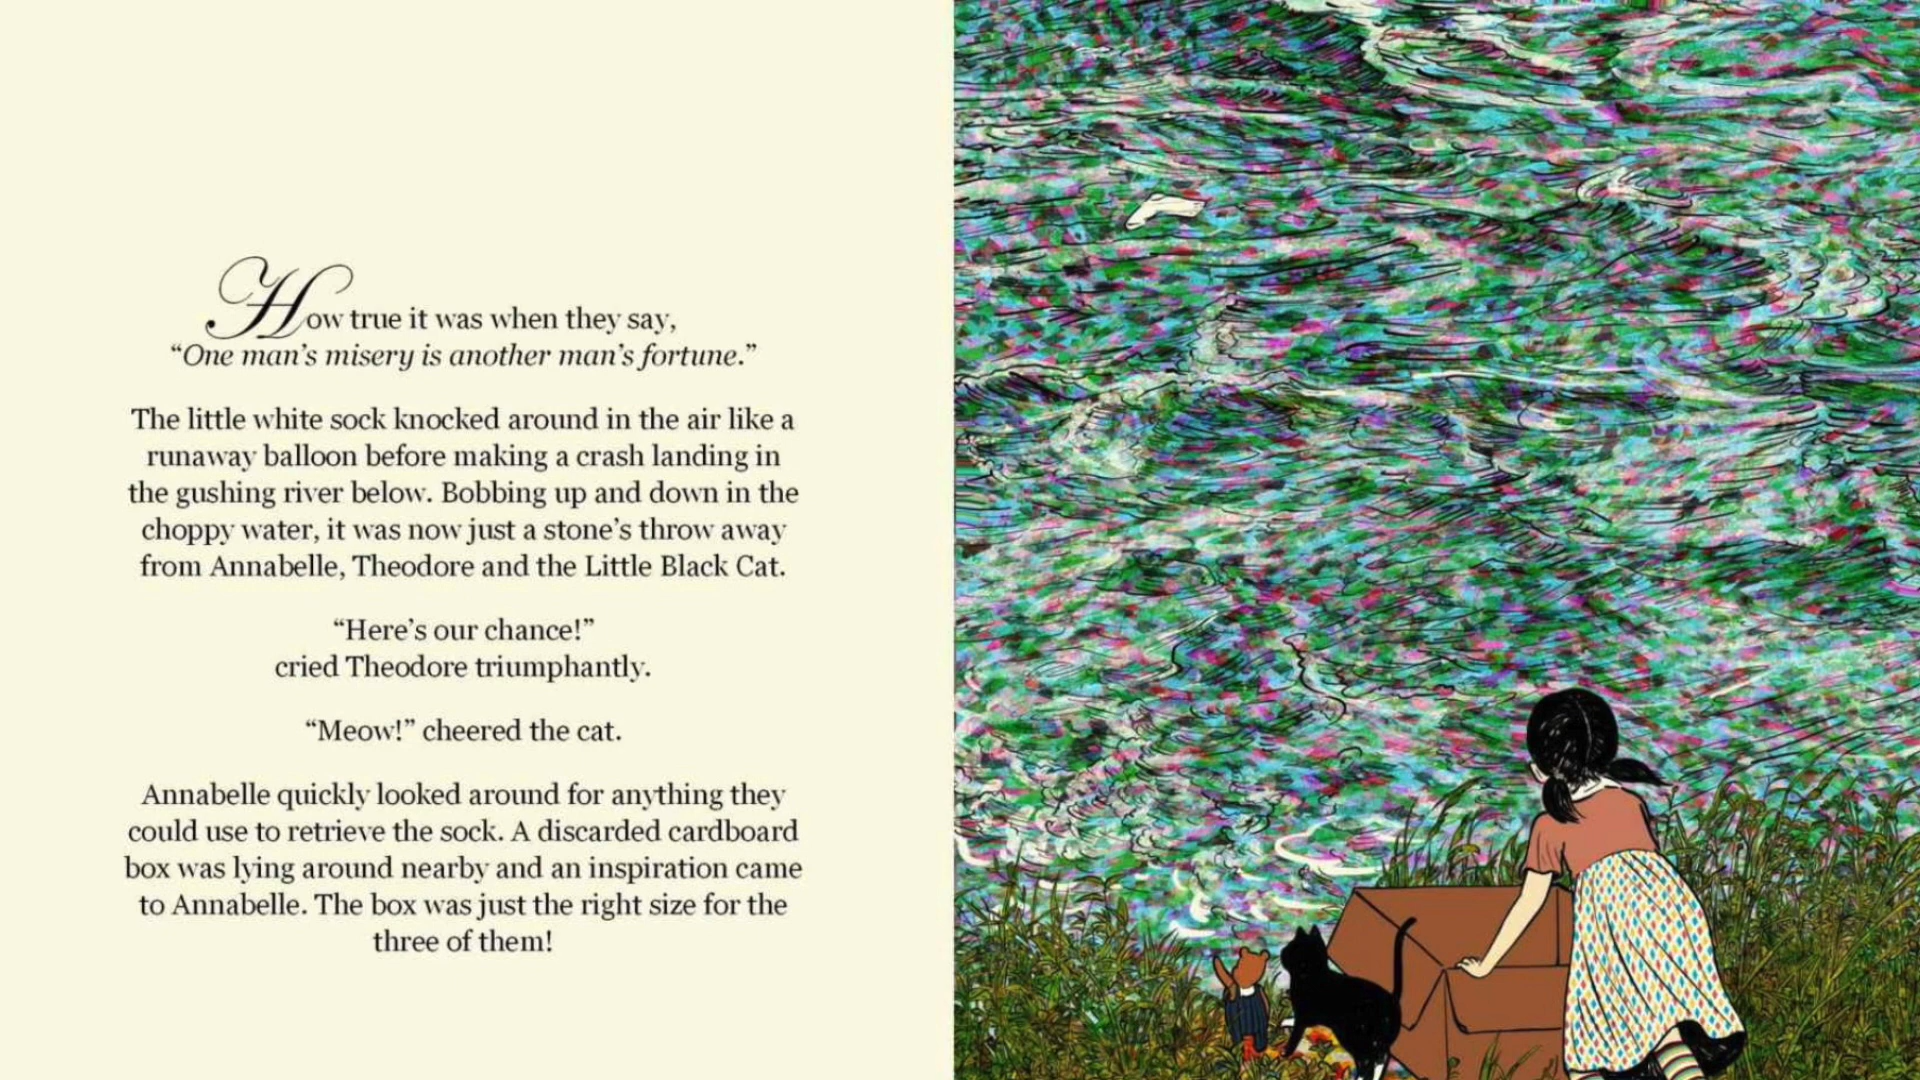 How true it was when they say,
“One man’s misery is another man’s fortune.”
The little white sock knocked around in the air like a
runaway balloon before making a crash landing in
the gushing river below. Bobbing up and down in the
choppy water, it was now just a stone’s throw away
from Annabelle, Theodore and the Little Black Cat.
“Here’s our chance!”
cried Theodore triumphantly.
“Meow!” cheered the cat.
Annabelle quickly looked around for anything they
could use to retrieve the sock. A discarded cardboard
box was lying around nearby and an inspiration came
to Annabelle. The box was just the right size for the
three of them!